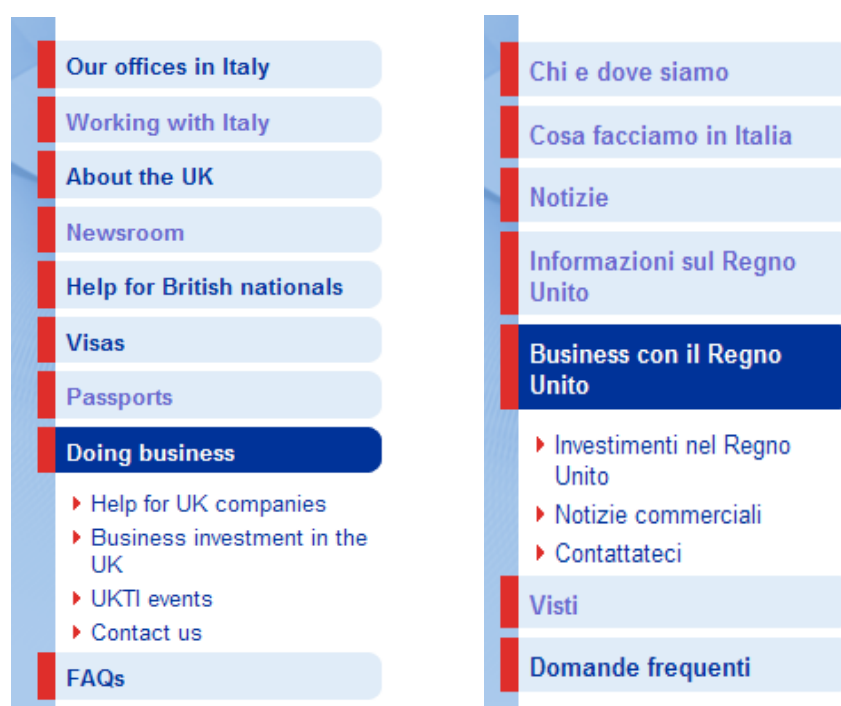 Our offices in Italy
Working with Italy
About the UK
Newsroom
Help for British nationals
Visas
Passports
Doing business
Help for UK companies
Business investment in the
UK
UKTI events
Contact us
FAQs
Chi e dove siamo
Cosa facciamo in Italia
Notizie
Informazioni sul Regno
Unito
Business con il Regno
Unito
Investimenti nel Regno
Unito
Notizie commerciali
Contattateci
Visti
Domande frequenti